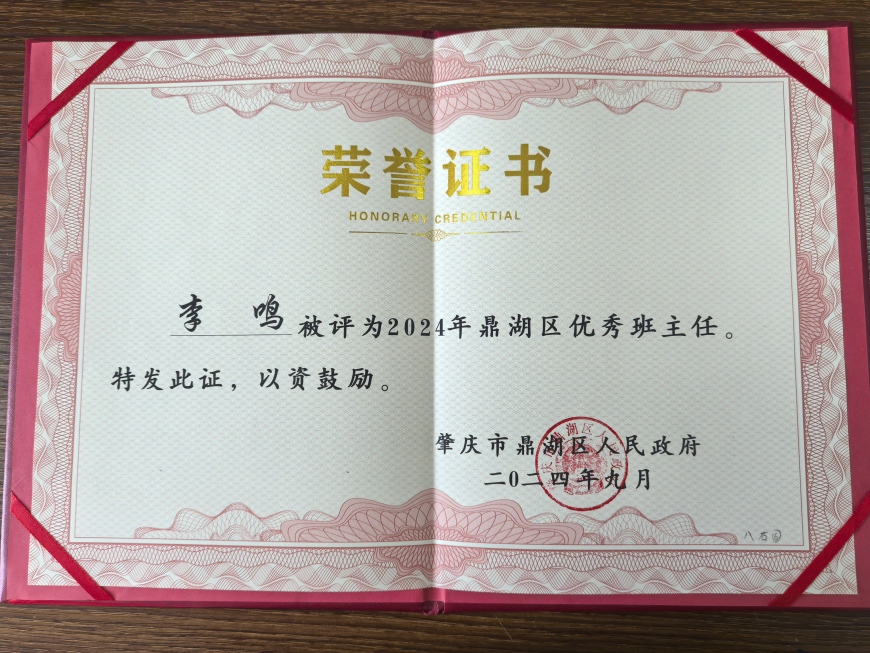 荣誉证书
HONORARY CREDENTIAL
李 鸣 被评为2024年鼎湖区优秀班主任。
特发此证，以资鼓励。
肇庆市鼎湖区人民政府
二0二四年九月